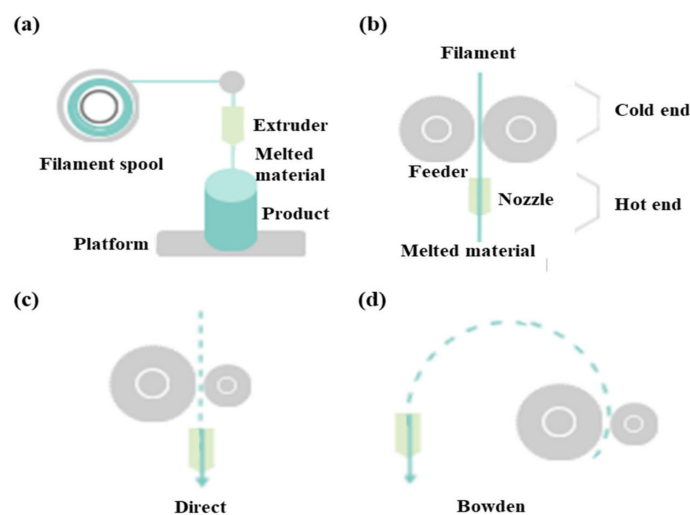 (a)
Filament spool
Extruder
Melted
material
Product
Platform
(b)
Filament
Cold end
Feeder
Nozzle
Hot end
Melted material
(c)
Direct
(d)
Bowden